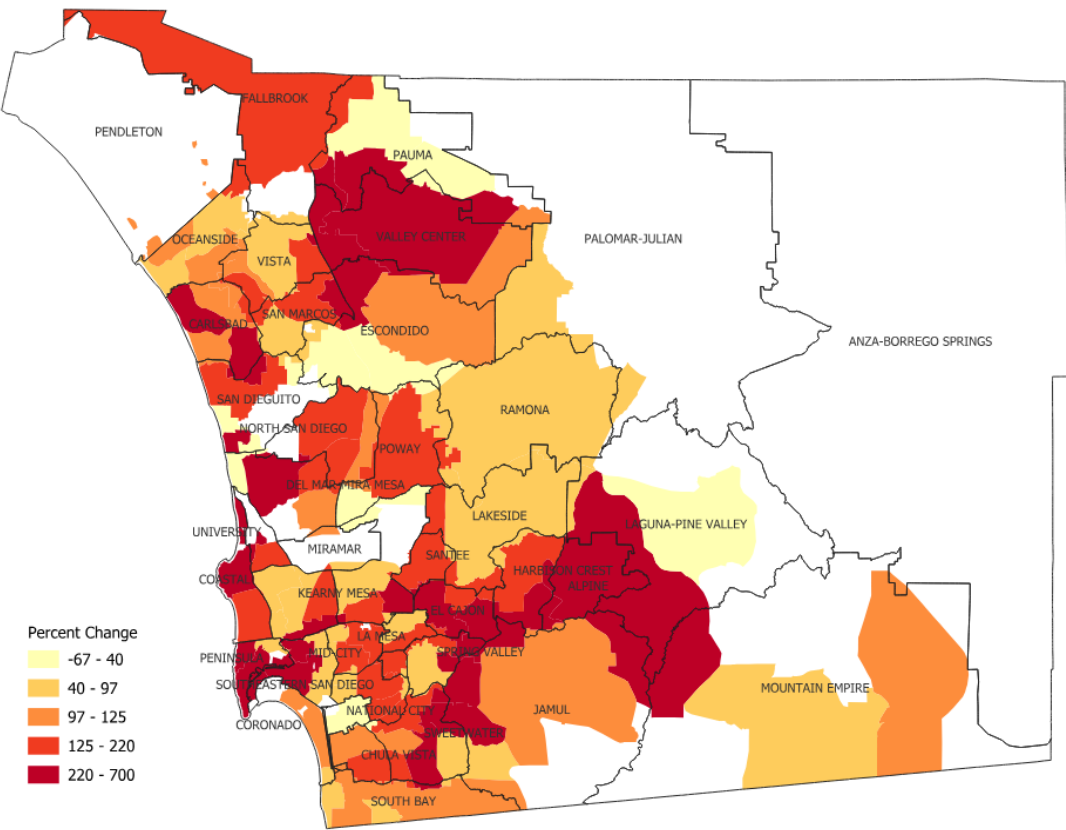 FALLBROOK
PENDLETON
PAUMA
OCEANSIDE
VALLEY CENTER
PALOMAR-JULIAN
VISTA
CARLSBAD
SAN MARCOS
ESCONDIDO
ANZA-BORREGO SPRINGS
SAN DIEGUITO
RAMONA
NORTH SAN DIEGO
POWAY
DEL MAR-MIRA MESA
LAKESIDE
LAGUNA-PINE VALLEY
UNIVERSITY
MIRAMAR
SANTEE
HARBISON CREST
COASTAL
ALPINE
KEARNY MESA
EL CAJON
Percent Change
-67 - 40
40 - 97
97 - 125
125 - 220
220 - 700
LA MESA
PENINSULA
MID-CITY
SPRING VALLEY
SOUTHEASTERN SAN DIEGO
MOUNTAIN EMPIRE
CORONADO
NATIONAL CITY
JAMUL
SWEETWATER
CHULA VISTA
SOUTH BAY